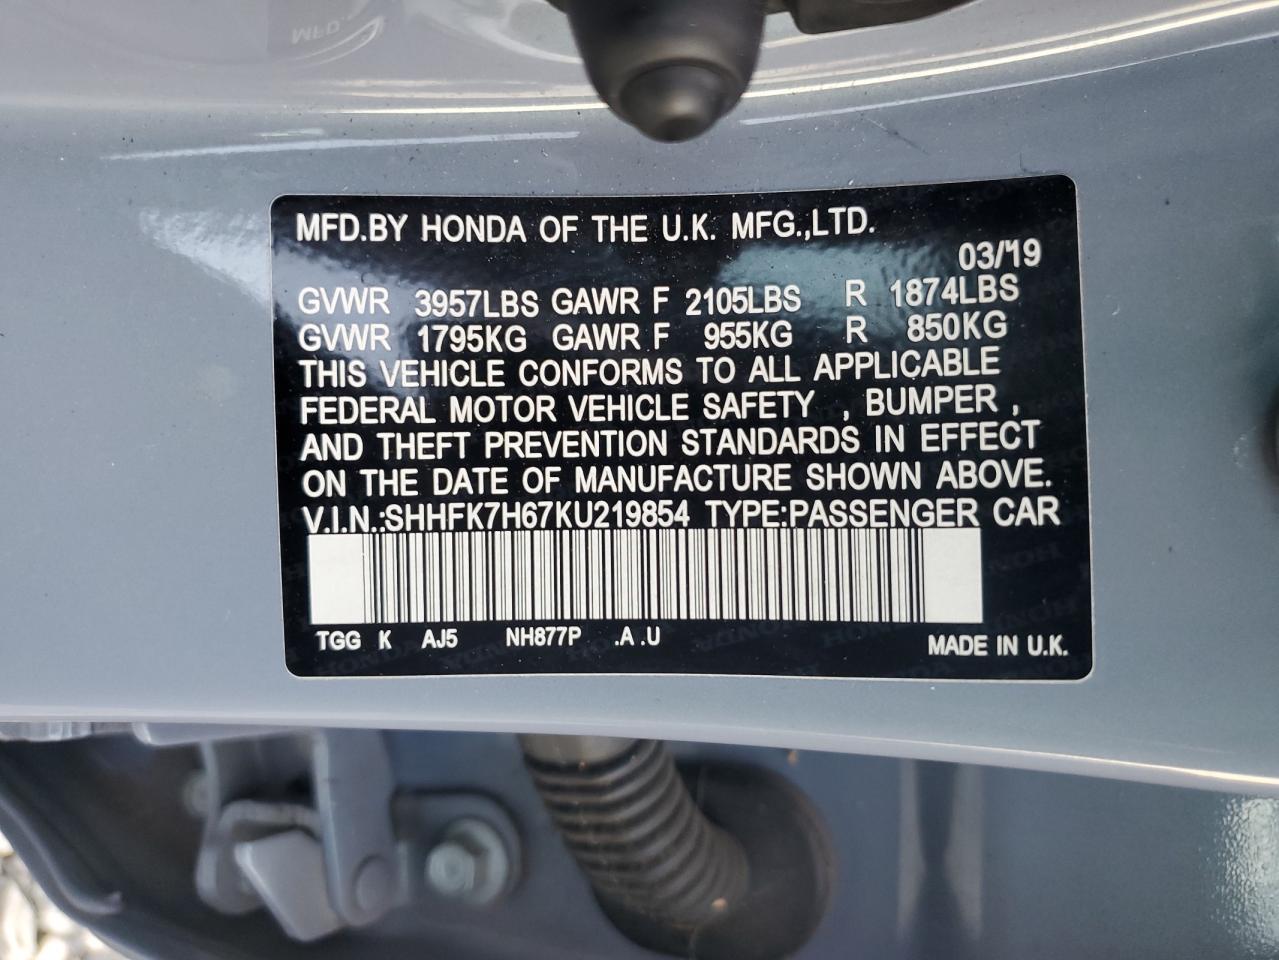 MFD.BY HONDA OF THE U.K. MFG.,LTD.
03/19
GVWR 3957LBS GAWR F 2105LBS R 1874LBS
GVWR 1795KG GAWR F 955KG R 850KG
THIS VEHICLE CONFORMS TO ALL APPLICABLE
FEDERAL MOTOR VEHICLE SAFETY , BUMPER ,
AND THEFT PREVENTION STANDARDS IN EFFECT
ON THE DATE OF MANUFACTURE SHOWN ABOVE.
V.I.N.:SHHFK7H67KU219854 TYPE:PASSENGER CAR
TGG K AJ5 NH877P .A .U
MADE IN U.K.